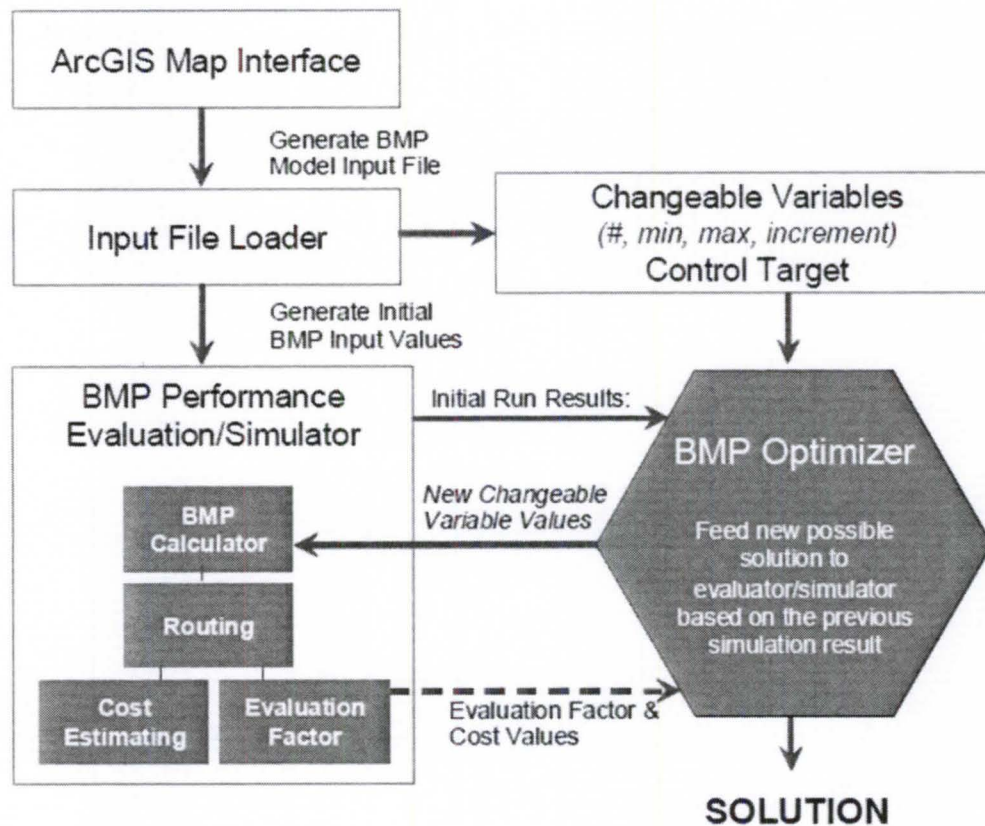 ArcGIS Map Interface
Generate BMP
Model Input File
Input File Loader
Changeable Variables
(#, min, max, increment)
Control Target
Generate Initial
BMP Input Values
BMP Performance
Evaluation/Simulator
Initial Run Results:
BMP Optimizer
New Changeable
Variable Values
Feed new possible
solution to
evaluator/simulator
based on the previous
simulation result
BMP
Calculator
Routing
Cost
Estimating
Evaluation
Factor
Evaluation Factor &
Cost Values
SOLUTION